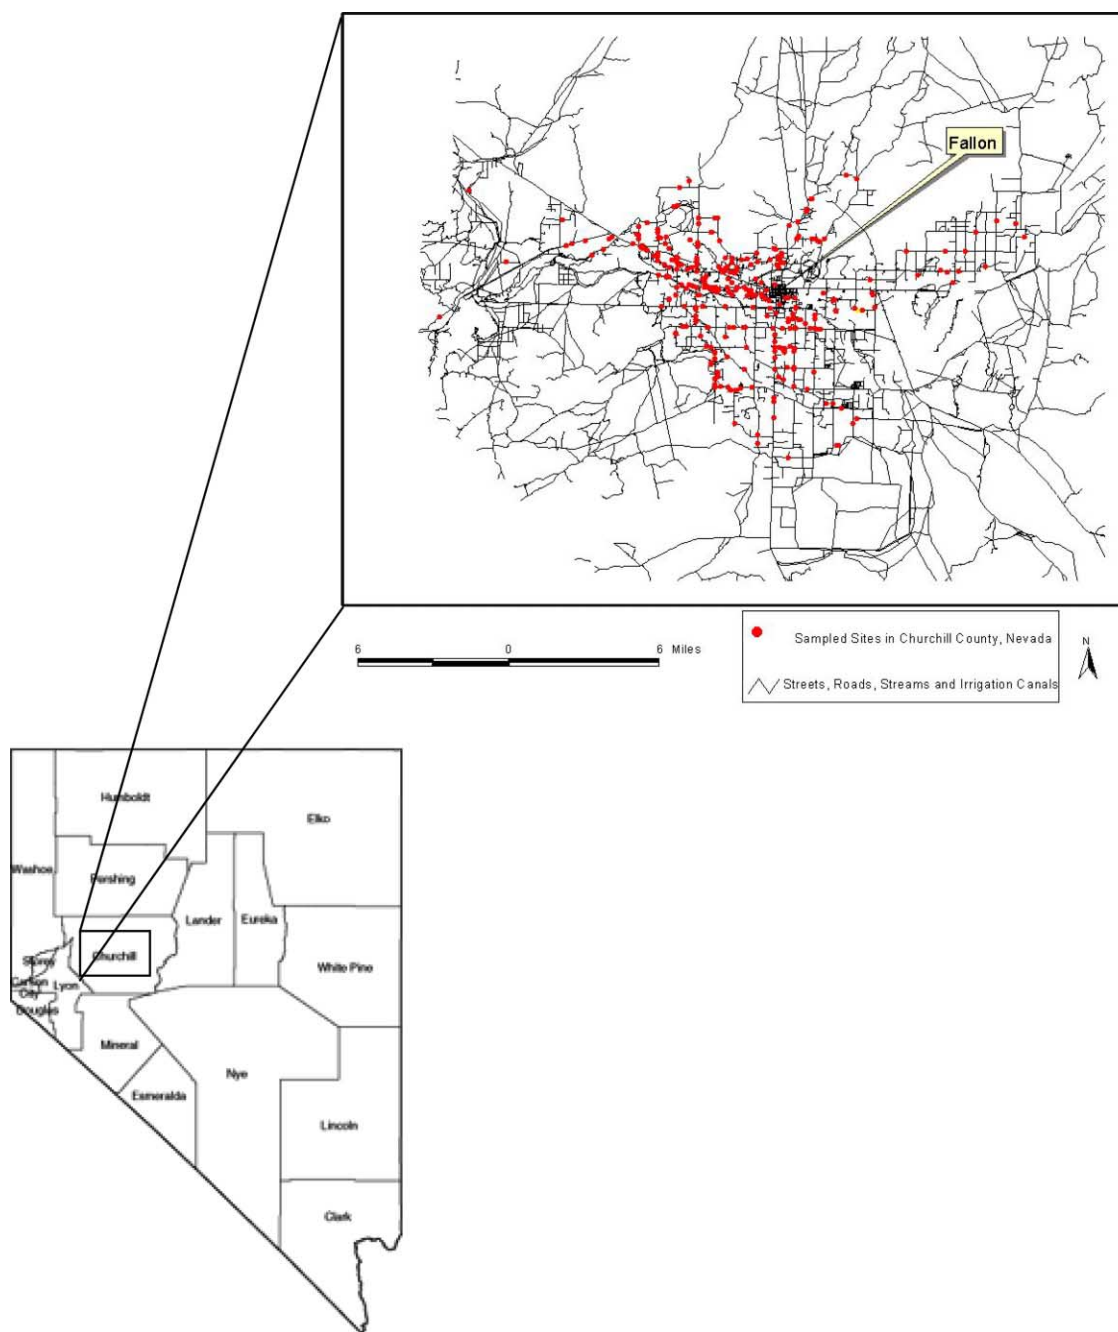 Fallon
6 0 6 Miles
Sampled Sites in Churchill County, Nevada
N
Streets, Roads, Streams and Irrigation Canals
Humboldt
Elko
Washoe
Pershing
Lander
Eureka
Churchill
White Pine
Storey
Carson
City
Lyon
Douglas
Mineral
Nye
Esmeralda
Lincoln
Clark